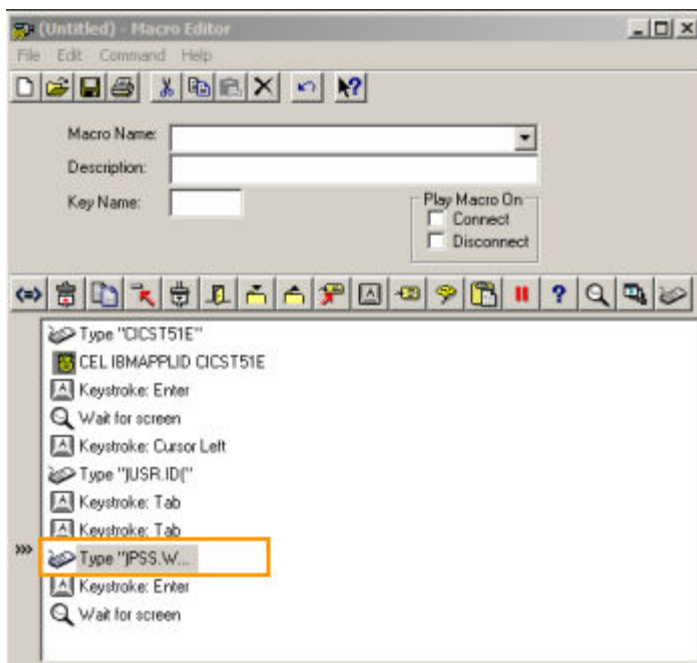 (Untitled) - Macro Editor
File Edit Command Help
Macro Name:
Description:
Key Name:
Play Macro On
Connect
Disconnect
Type "CICST51E"
CEL IBMAPPLID CICST51E
Keystroke: Enter
Wait for screen
Keystroke: Cursor Left
Type "]USR.ID["
Keystroke: Tab
Keystroke: Tab
Type "]PSS.W...
Keystroke: Enter
Wait for screen